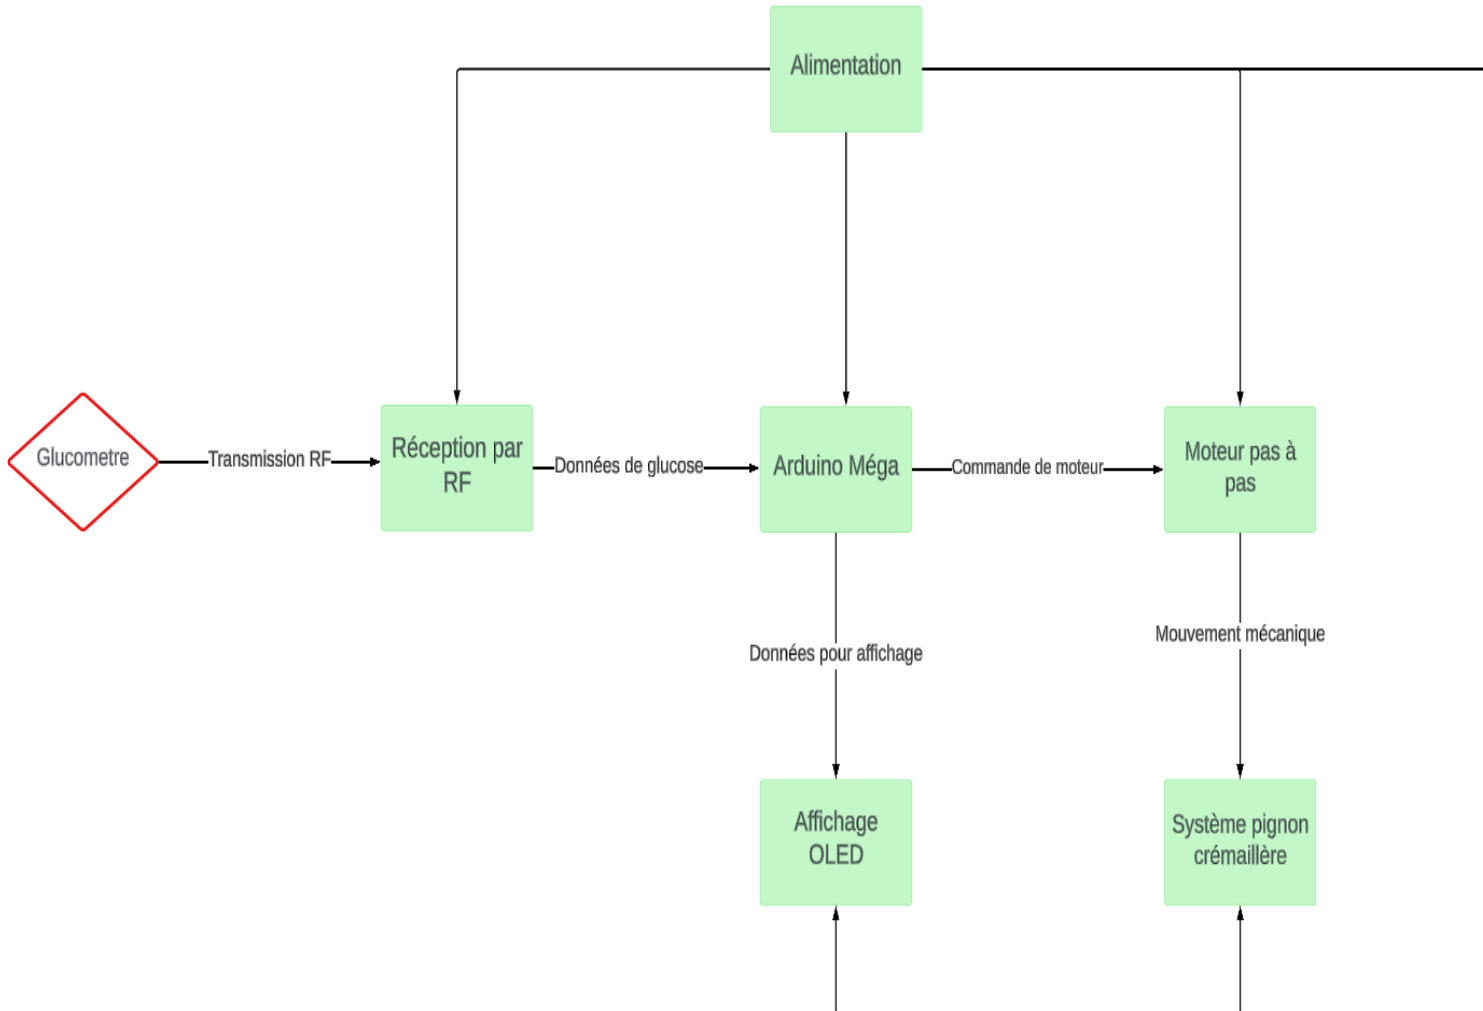 Alimentation
Glucometre
Transmission RF
Réception par
RF
Données de glucose
Arduino Méga
Commande de moteur
Moteur pas à
pas
Données pour affichage
Mouvement mécanique
Affichage
OLED
Système pignon
crémaillère